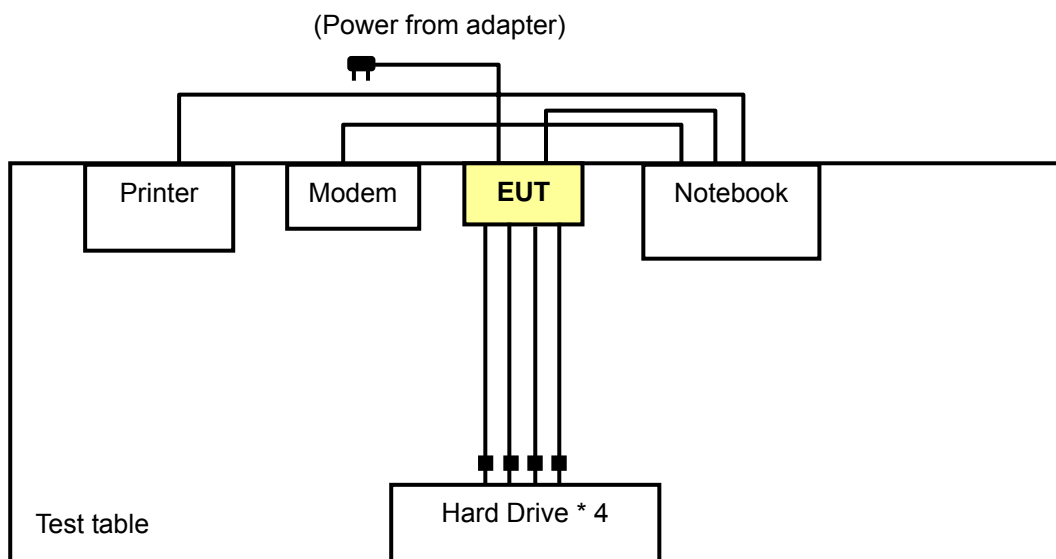 (Power from adapter)
Printer
Modem
EUT
Notebook
Hard Drive * 4
Test table